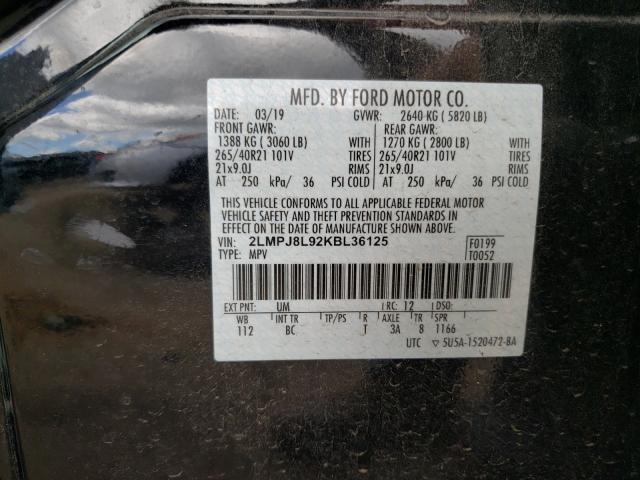 MFD. BY FORD MOTOR CO.
DATE: 03/19 GVWR: 2640 KG ( 5820 LB)
FRONT GAWR: REAR GAWR:
1388 KG ( 3060 LB) WITH 1270 KG ( 2800 LB) WITH
265/40R21 101V TIRES 265/40R21 101V TIRES
21x9.0J RIMS 21x9.0J RIMS
AT 250 kPa/ 36 PSI COLD AT 250 kPa/ 36 PSI COLD
THIS VEHICLE CONFORMS TO ALL APPLICABLE FEDERAL MOTOR
VEHICLE SAFETY AND THEFT PREVENTION STANDARDS IN
EFFECT ON THE DATE OF MANUFACTURE SHOWN ABOVE.
VIN: 2LMPJ8L92KBL36125 F0199
TYPE: MPV T0052
EXT PNT: UM RC: 12 DSO:
WB INT TR TP/PS R AXLE TR SPR
112 BC T 3A 8 1166
UTC ▽ 5U5A-1520472-BA